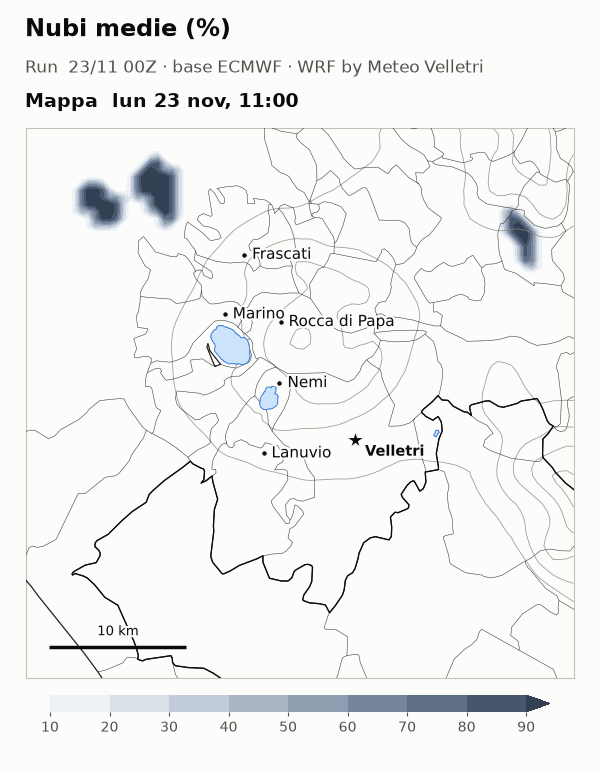 Nubi medie (%)
Run  23/11 00Z · base ECMWF · WRF by Meteo Velletri
Mappa  lun 23 nov, 11:00
Frascati
Marino
Rocca di Papa
Nemi
Velletri
Lanuvio
10 km
10 20 30 40 50 60 70 80 90